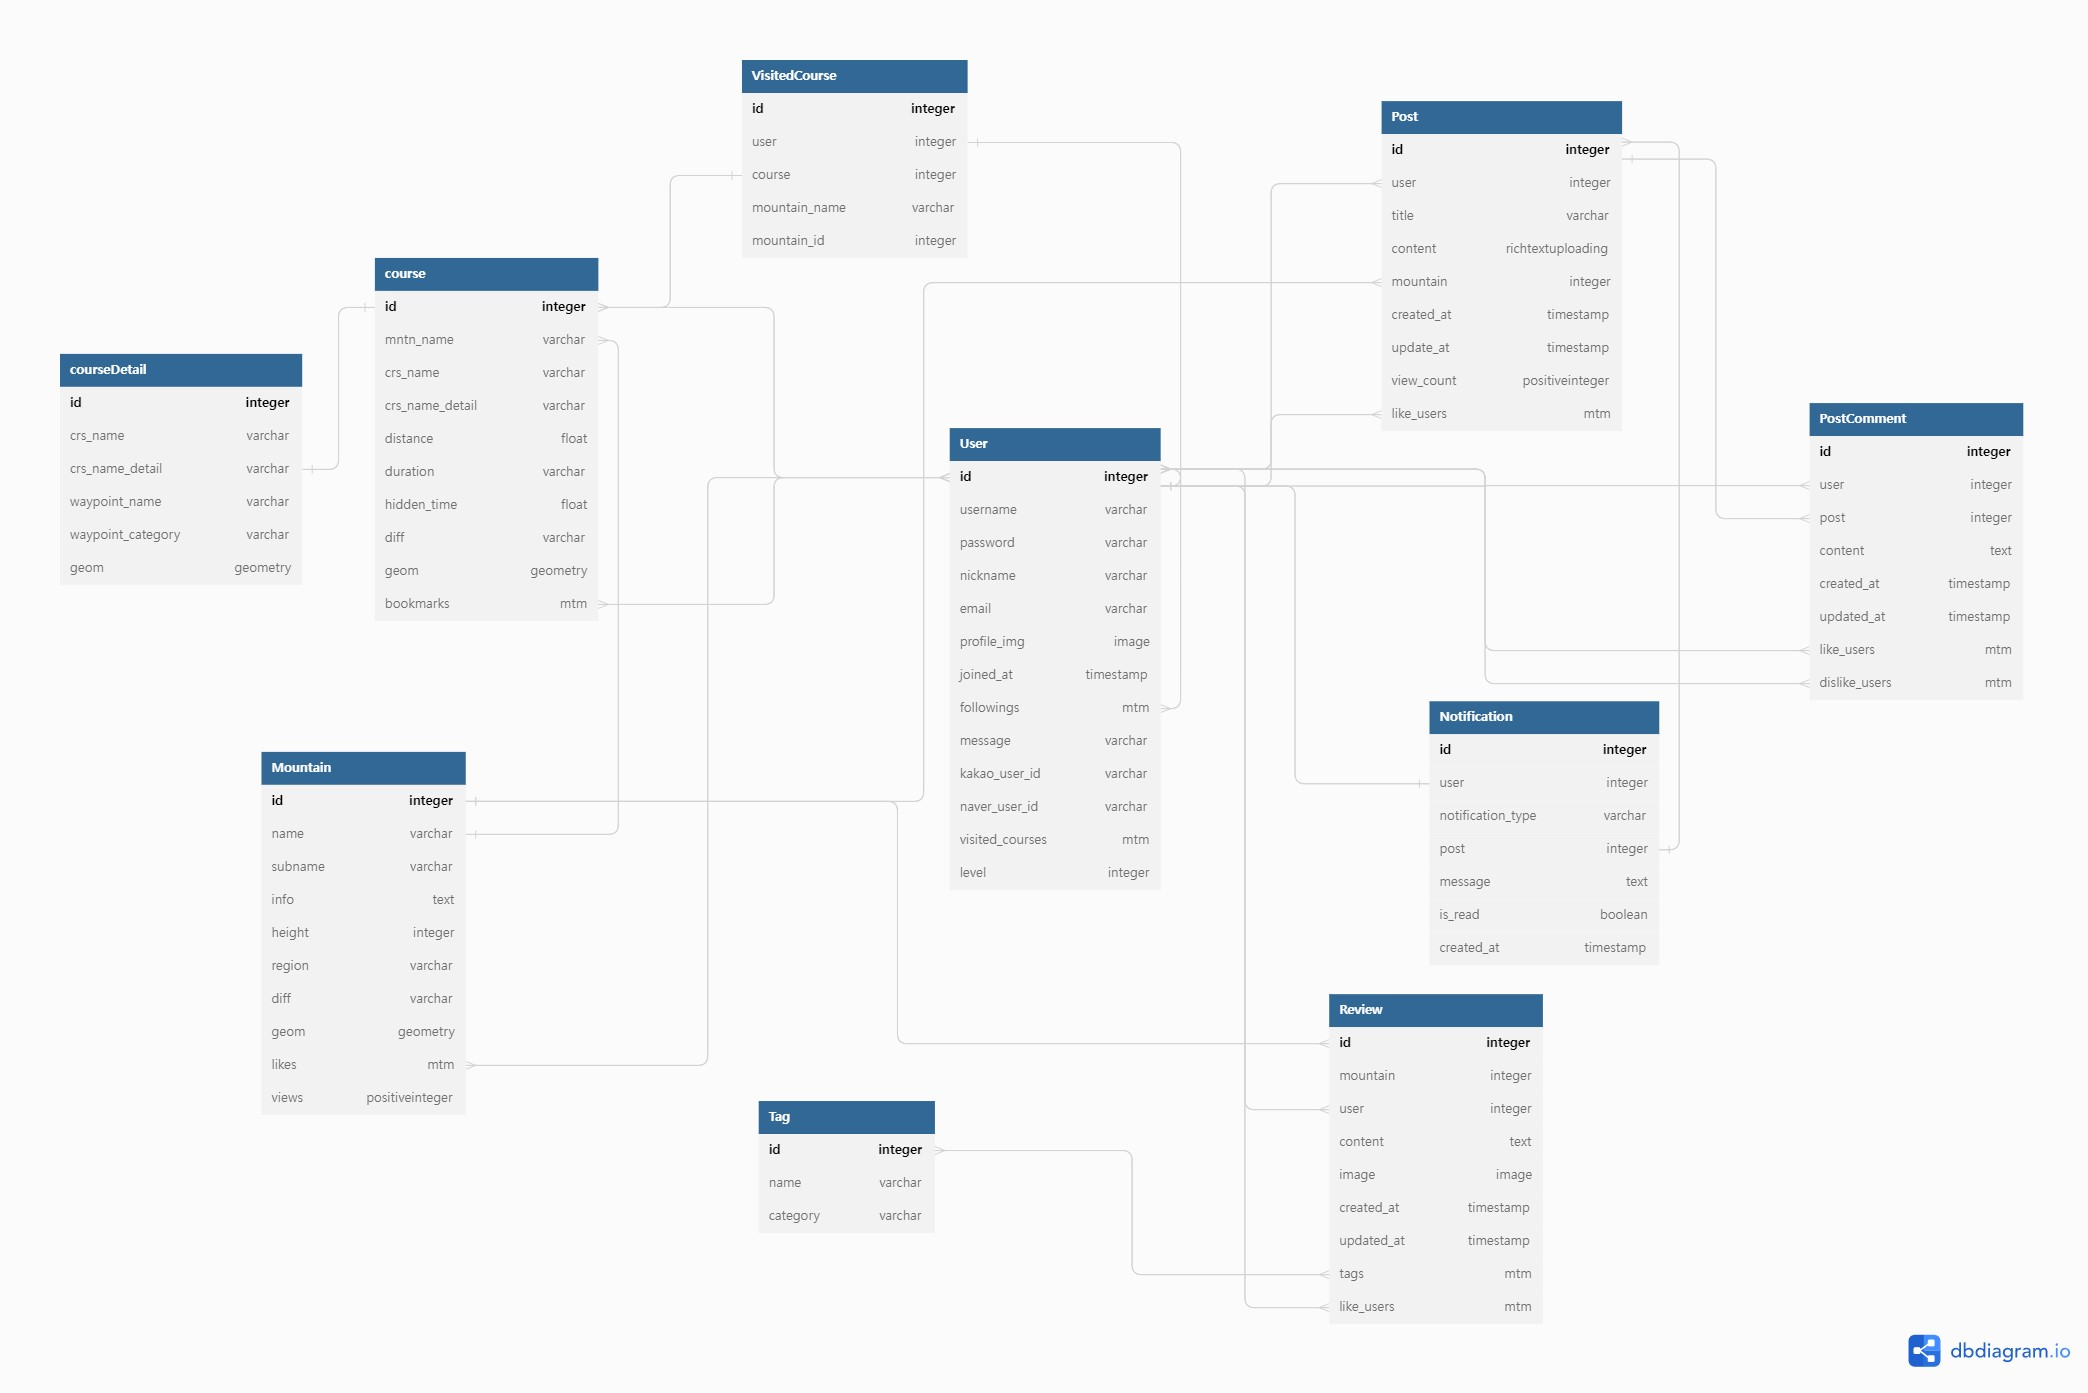 VisitedCourse
id integer
user integer
course integer
mountain_name varchar
mountain_id integer
Post
id integer
user integer
title varchar
content richtextuploading
mountain integer
created_at timestamp
update_at timestamp
view_count positiveinteger
like_users mtm
course
id integer
mntn_name varchar
crs_name varchar
crs_name_detail varchar
distance float
duration varchar
hidden_time float
diff varchar
geom geometry
bookmarks mtm
courseDetail
id integer
crs_name varchar
crs_name_detail varchar
waypoint_name varchar
waypoint_category varchar
geom geometry
User
id integer
username varchar
password varchar
nickname varchar
email varchar
profile_img image
joined_at timestamp
followings mtm
message varchar
kakao_user_id varchar
naver_user_id varchar
visited_courses mtm
level integer
PostComment
id integer
user integer
post integer
content text
created_at timestamp
updated_at timestamp
like_users mtm
dislike_users mtm
Notification
id integer
user integer
notification_type varchar
post integer
message text
is_read boolean
created_at timestamp
Mountain
id integer
name varchar
subname varchar
info text
height integer
region varchar
diff varchar
geom geometry
likes mtm
views positiveinteger
Tag
id integer
name varchar
category varchar
Review
id integer
mountain integer
user integer
content text
image image
created_at timestamp
updated_at timestamp
tags mtm
like_users mtm
dbdiagram.io